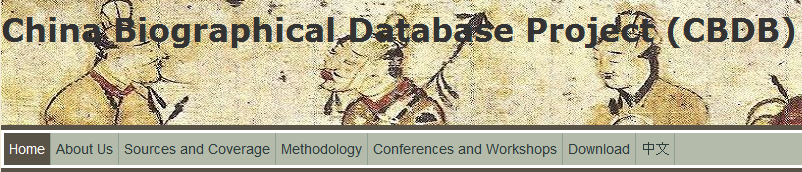 China Biographical Database Project (CBDB)
Home About Us Sources and Coverage Methodology Conferences and Workshops Download 中文